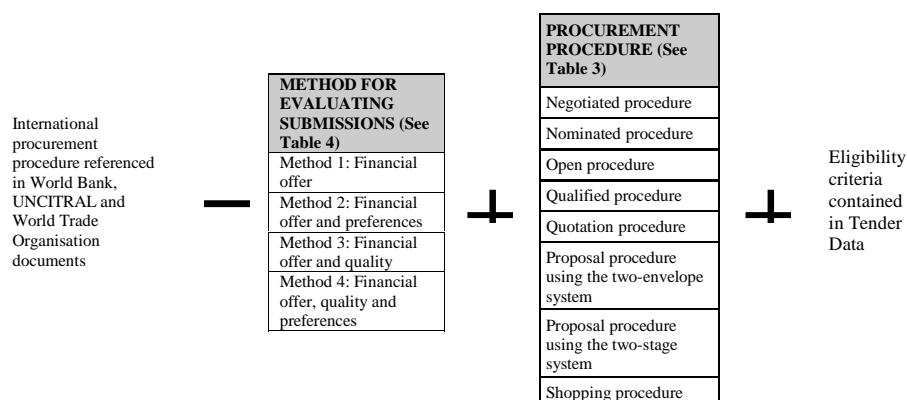 International
procurement
procedure referenced
in World Bank,
UNCITRAL and
World Trade
Organisation
documents
METHOD FOR
EVALUATING
SUBMISSIONS (See
Table 4)
Method 1: Financial
offer
Method 2: Financial
offer and preferences
Method 3: Financial
offer and quality
Method 4: Financial
offer, quality and
preferences
PROCUREMENT
PROCEDURE (See
Table 3)
Negotiated procedure
Nominated procedure
Open procedure
Qualified procedure
Quotation procedure
Proposal procedure
using the two-envelope
system
Proposal procedure
using the two-stage
system
Shopping procedure
Eligibility
criteria
contained
in Tender
Data